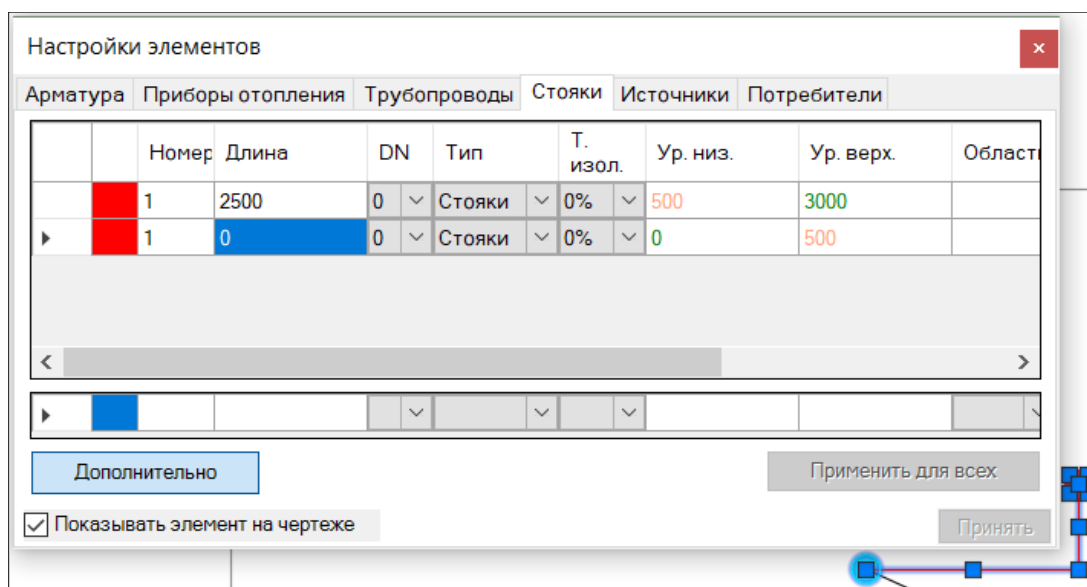 Настройки элементов
Арматура Приборы отопления Трубопроводы Стояки Источники Потребители
Номер Длина DN Тип Т. изол. Ур. низ. Ур. верх. Област
1 2500 0 Стояки 0% 500 3000
1 0 0 Стояки 0% 0 500
Дополнительно Применить для всех
Показывать элемент на чертеже Принять